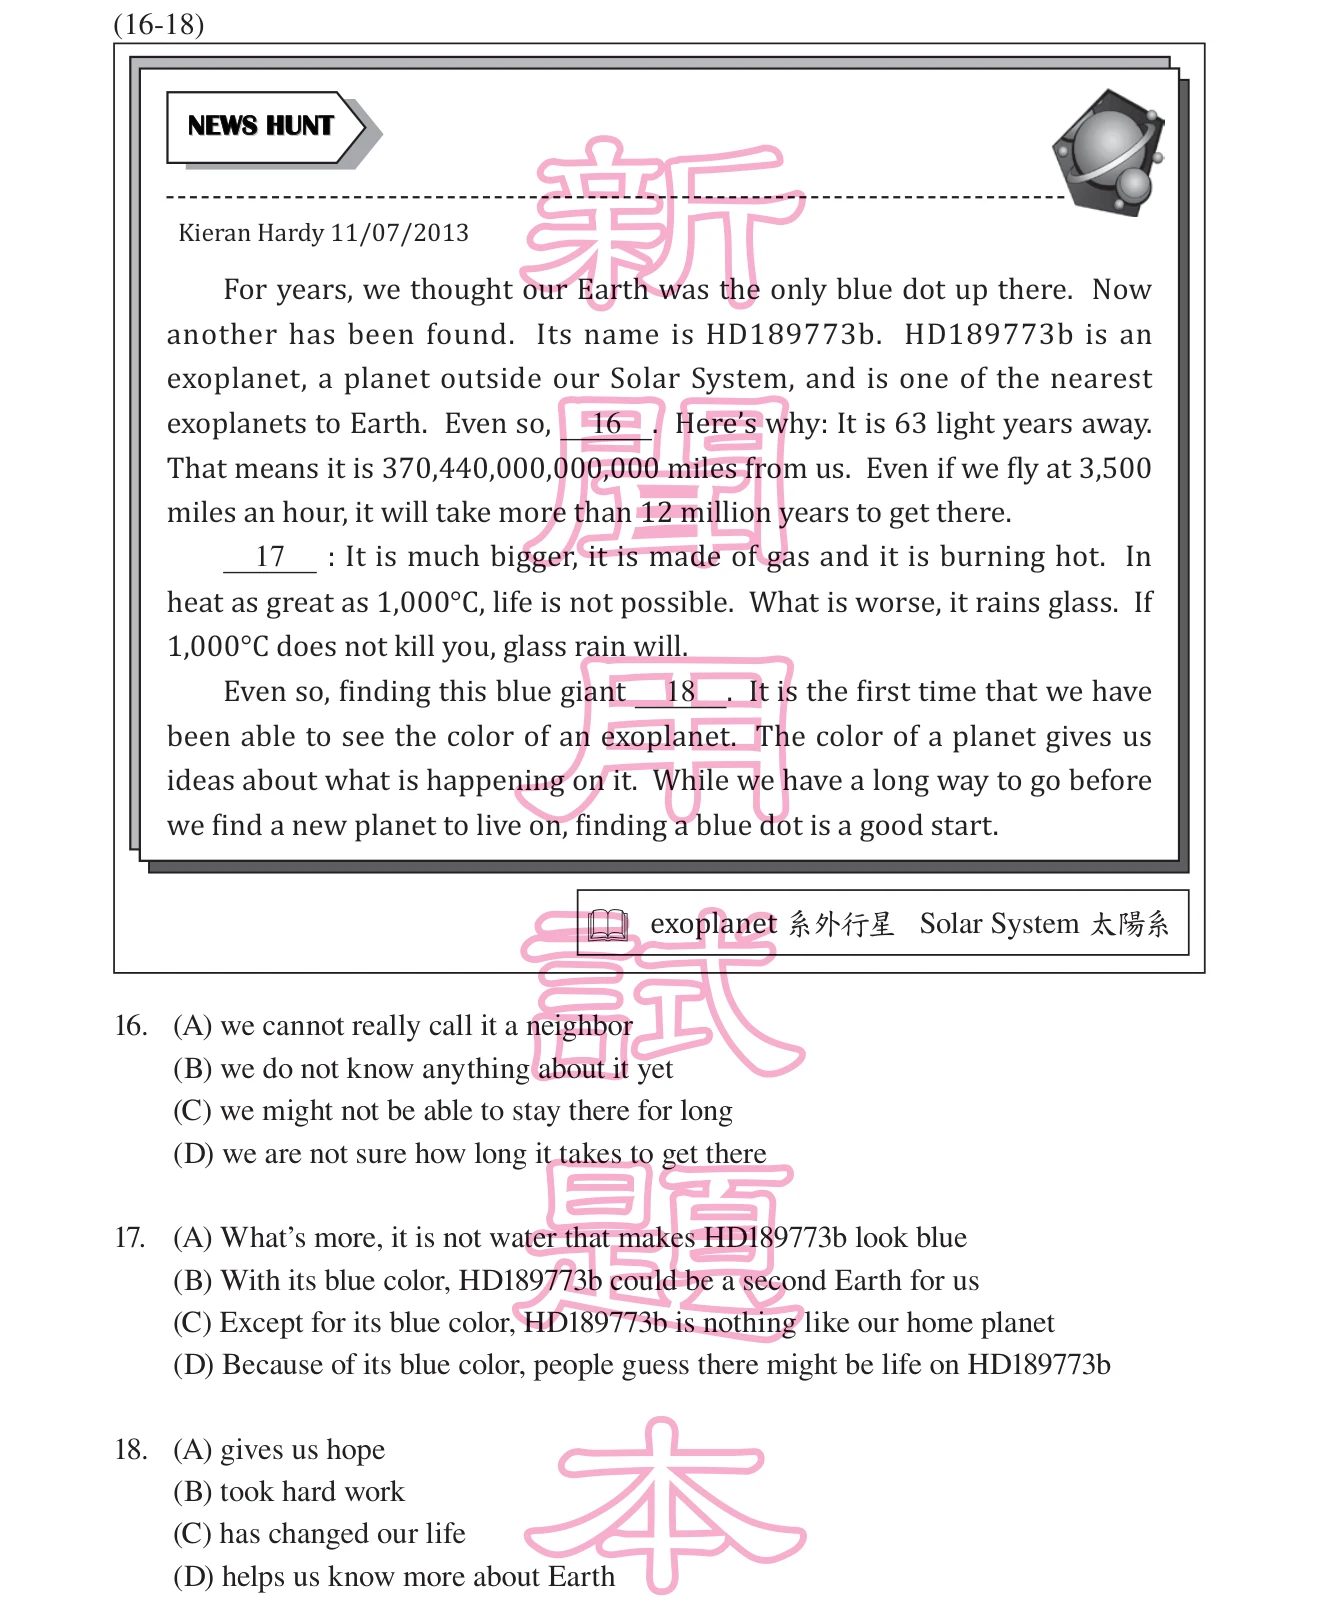 (16-18)
NEWS HUNT
Kieran Hardy 11/07/2013
For years, we thought our Earth was the only blue dot up there. Now
another has been found. Its name is HD189773b. HD189773b is an
exoplanet, a planet outside our Solar System, and is one of the nearest
exoplanets to Earth. Even so, 16 . Here's why: It is 63 light years away.
That means it is 370,440,000,000,000 miles from us. Even if we fly at 3,500
miles an hour, it will take more than 12 million years to get there.
17 : It is much bigger, it is made of gas and it is burning hot. In
heat as great as 1,000°C, life is not possible. What is worse, it rains glass. If
1,000°C does not kill you, glass rain will.
Even so, finding this blue giant 18 . It is the first time that we have
been able to see the color of an exoplanet. The color of a planet gives us
ideas about what is happening on it. While we have a long way to go before
we find a new planet to live on, finding a blue dot is a good start.
exoplanet 系外行星 Solar System 太陽系
16. (A) we cannot really call it a neighbor
(B) we do not know anything about it yet
(C) we might not be able to stay there for long
(D) we are not sure how long it takes to get there
17. (A) What's more, it is not water that makes HD189773b look blue
(B) With its blue color, HD189773b could be a second Earth for us
(C) Except for its blue color, HD189773b is nothing like our home planet
(D) Because of its blue color, people guess there might be life on HD189773b
18. (A) gives us hope
(B) took hard work
(C) has changed our life
(D) helps us know more about Earth
新聞用試題本